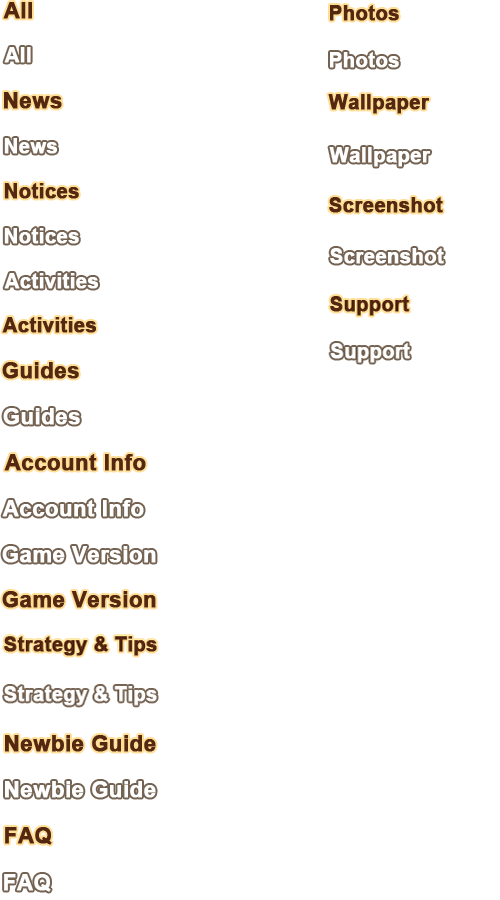 All
All
News
News
Notices
Notices
Activities
Activities
Guides
Guides
Account Info
Account Info
Game Version
Game Version
Strategy & Tips
Strategy & Tips
Newbie Guide
Newbie Guide
FAQ
FAQ
Photos
Photos
Wallpaper
Wallpaper
Screenshot
Screenshot
Support
Support